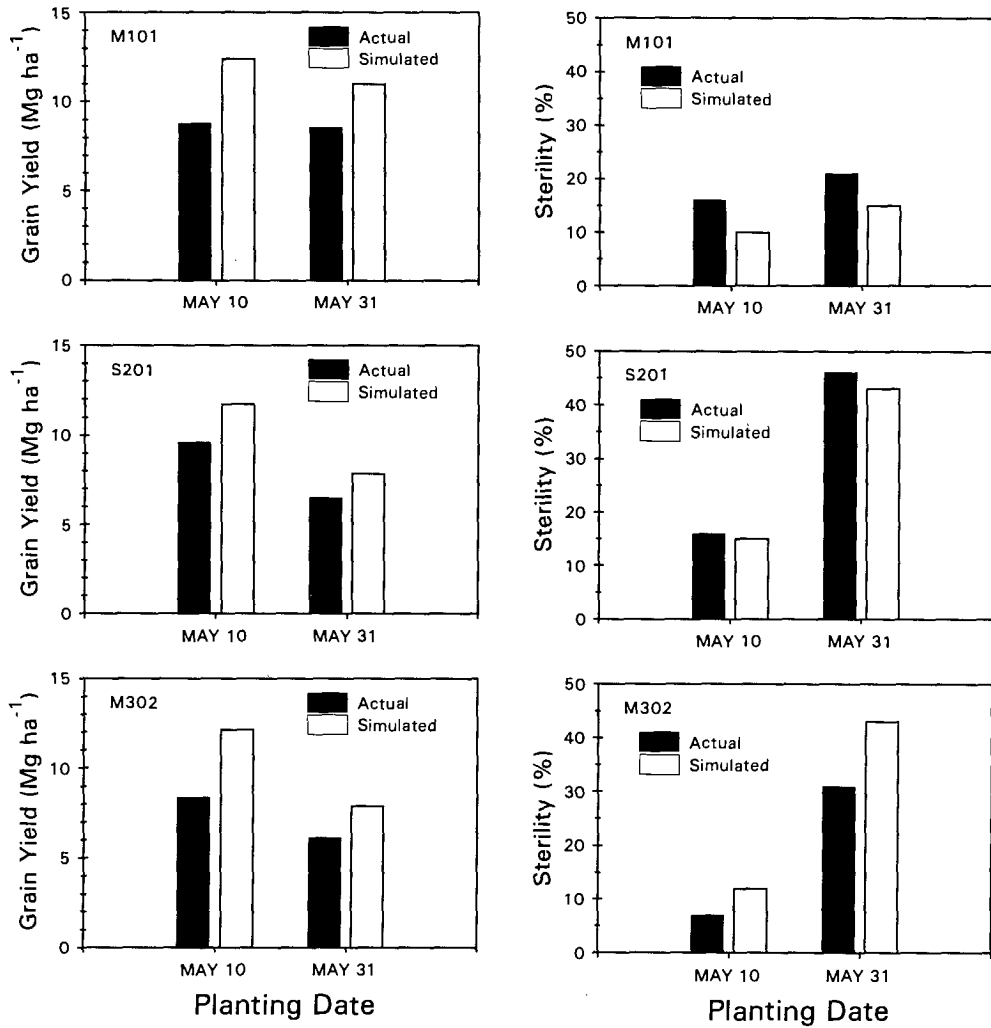 M101
Actual
Simulated
Grain Yield (Mg ha⁻¹)
15
10
5
0
MAY 10 MAY 31
M101
Actual
Simulated
Sterility (%)
50
40
30
20
10
0
MAY 10 MAY 31
S201
Actual
Simulated
Grain Yield (Mg ha⁻¹)
15
10
5
0
MAY 10 MAY 31
S201
Actual
Simulated
Sterility (%)
50
40
30
20
10
0
MAY 10 MAY 31
M302
Actual
Simulated
Grain Yield (Mg ha⁻¹)
15
10
5
0
MAY 10 MAY 31
Planting Date
M302
Actual
Simulated
Sterility (%)
50
40
30
20
10
0
MAY 10 MAY 31
Planting Date